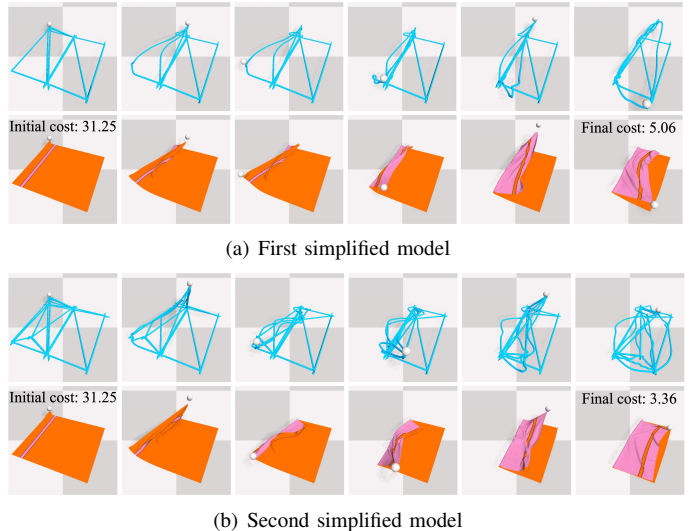 Initial cost: 31.25
Final cost: 5.06
(a) First simplified model
Initial cost: 31.25
Final cost: 3.36
(b) Second simplified model